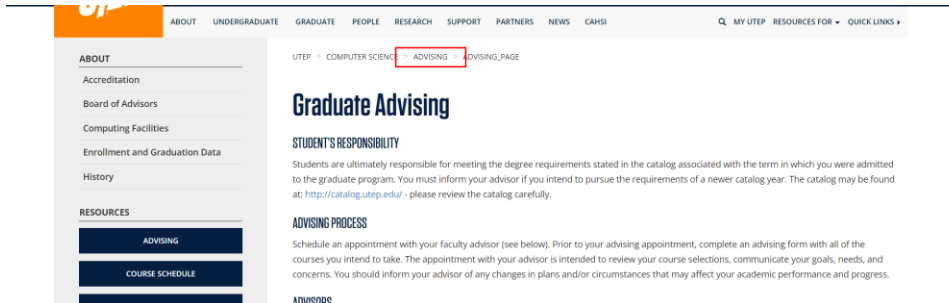 ABOUT UNDERGRADUATE GRADUATE PEOPLE RESEARCH SUPPORT PARTNERS NEWS CAHSI MY UTEP RESOURCES FOR QUICK LINKS
UTEP > COMPUTER SCIENCE > ADVISING > ADVISING_PAGE
ABOUT
Accreditation
Board of Advisors
Computing Facilities
Enrollment and Graduation Data
History
RESOURCES
ADVISING
COURSE SCHEDULE
Graduate Advising
STUDENT'S RESPONSIBILITY
Students are ultimately responsible for meeting the degree requirements stated in the catalog associated with the term in which you were admitted
to the graduate program. You must inform your advisor if you intend to pursue the requirements of a newer catalog year. The catalog may be found
at: http://catalog.utep.edu/ - please review the catalog carefully.
ADVISING PROCESS
Schedule an appointment with your faculty advisor (see below). Prior to your advising appointment, complete an advising form with all of the
courses you intend to take. The appointment with your advisor is intended to review your course selections, communicate your goals, needs, and
concerns. You should inform your advisor of any changes in plans and/or circumstances that may affect your academic performance and progress.
ADVISORS